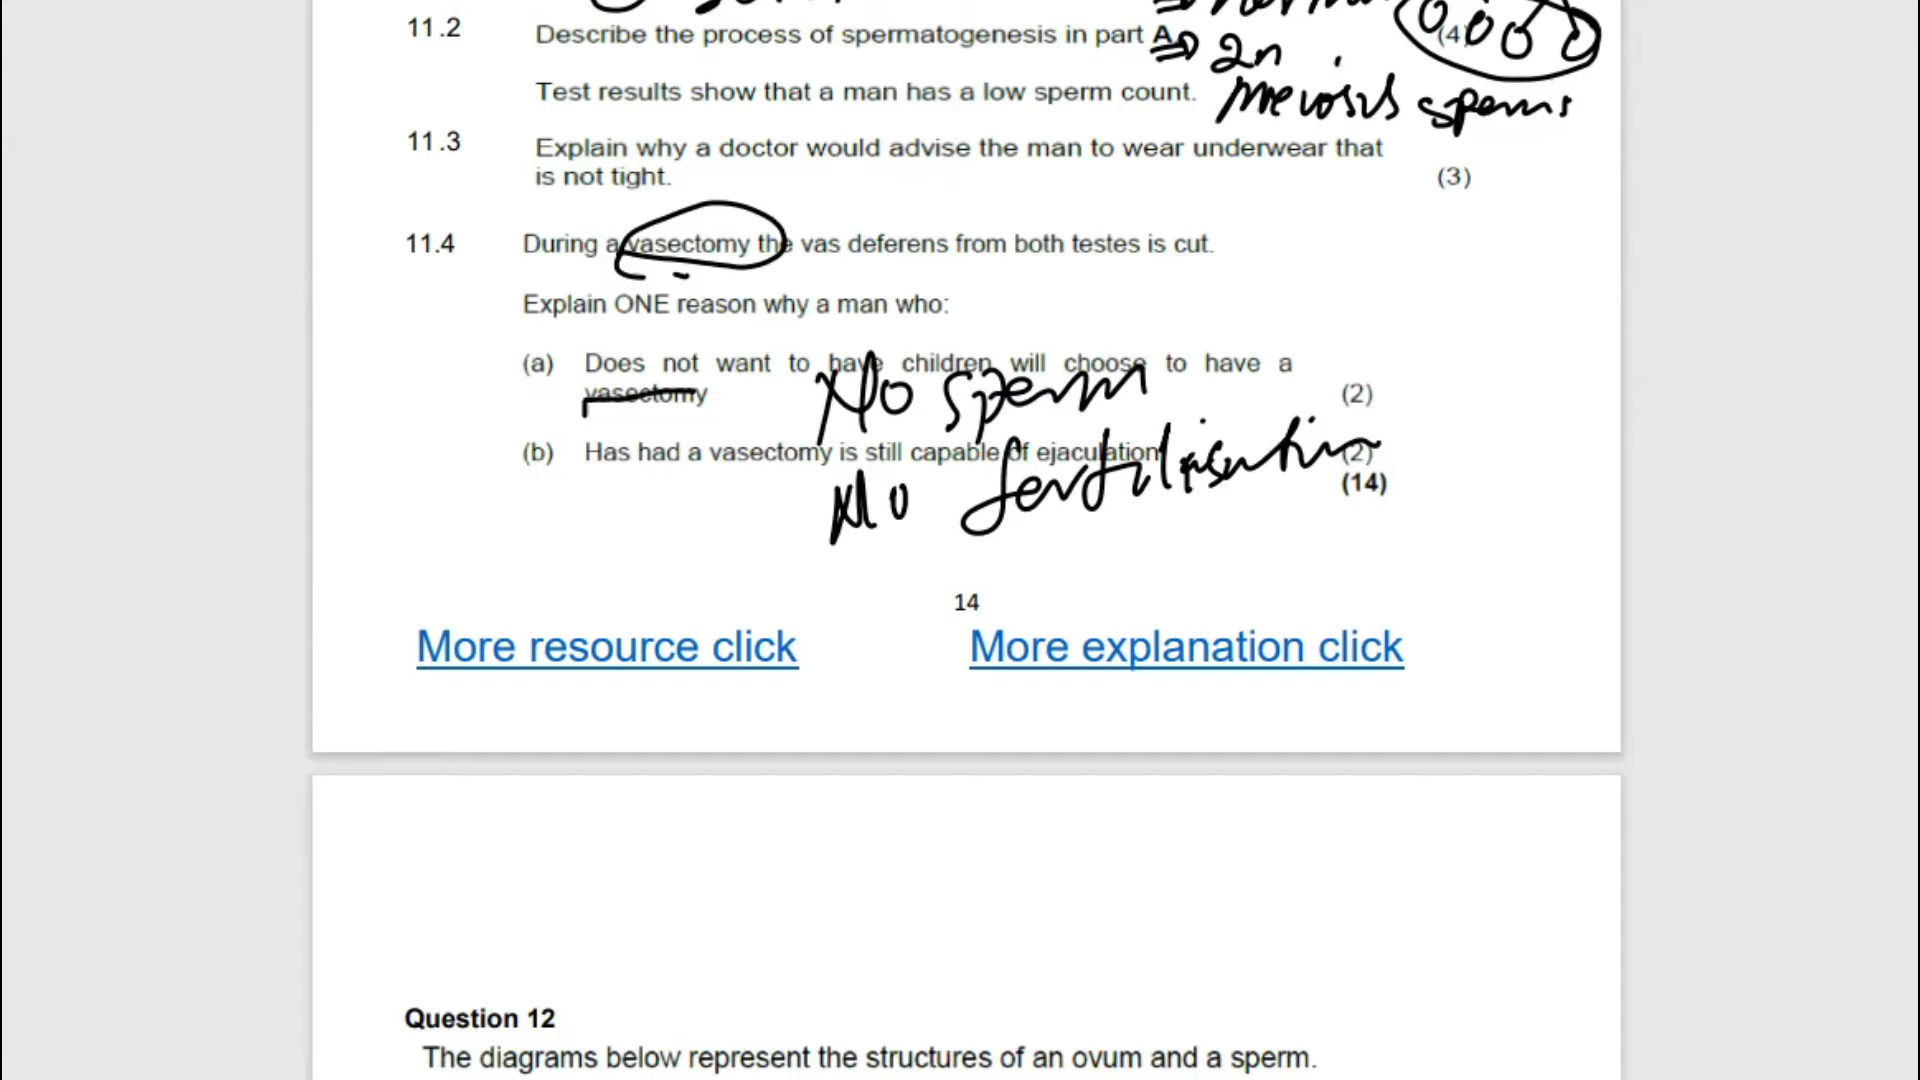 11.2 Describe the process of spermatogenesis in part A. (4)
⇒ 2n
Test results show that a man has a low sperm count.
meiosis sperms
11.3 Explain why a doctor would advise the man to wear underwear that
is not tight. (3)
11.4 During a vasectomy the vas deferens from both testes is cut.
Explain ONE reason why a man who:
(a) Does not want to have children will choose to have a
vasectomy (2)
No sperm
(b) Has had a vasectomy is still capable of ejaculation (2)
No fertilisation
(14)
14
More resource click More explanation click
Question 12
The diagrams below represent the structures of an ovum and a sperm.